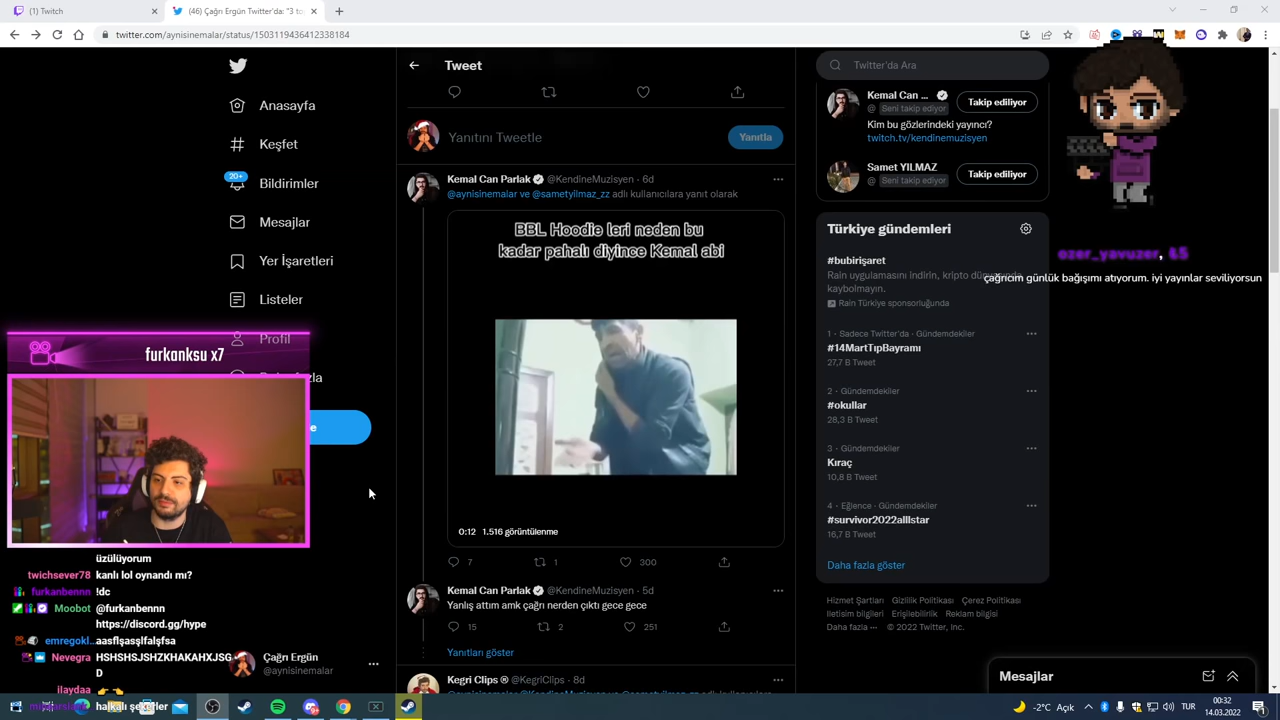 (1) Twitch
(46) Çağrı Ergün Twitter'da: "3 to
twitter.com/aynisinemalar/status/1503119436412338184
Anasayfa
Keşfet
20+
Bildirimler
Mesajlar
Yer İşaretleri
Listeler
Profil
furkanksu x7
üzülüyorum
twichsever78 kanlı lol oynandı mı?
furkanbennn !dc
Moobot @furkanbennn
https://discord.gg/hype
emregokl... aasflşasşlfalşfsa
Nevegra HSHSHSJSHZKHAKAHXJSG
D
ilaydaa
halkalı şekerler
Çağrı Ergün
@aynisinemalar
Tweet
Yanıtını Tweetle
Yanıtla
Kemal Can Parlak @KendineMuzisyen · 6d
@aynisinemalar ve @sametyilmaz_zz adlı kullanıcılara yanıt olarak
BBL Hoodie leri neden bu
kadar pahalı diyince Kemal abi
0:12 1.516 görüntülenme
7 1 300
Kemal Can Parlak @KendineMuzisyen · 5d
Yanlış attım amk çağrı nerden çıktı gece gece
15 2 251
Yanıtları göster
Kegri Clips ® @KegriClips · 8d
Twitter'da Ara
Kemal Can ...
@ Seni takip ediyor
Takip ediliyor
Kim bu gözlerindeki yayıncı?
twitch.tv/kendinemuzisyen
Samet YILMAZ
@ Seni takip ediyor
Takip ediliyor
Türkiye gündemleri
#bubirişaret
Rain uygulamasını indirin, kripto
kaybolmayın.
Rain Türkiye sponsorluğunda
1 · Sadece Twitter'da · Gündemdekiler
#14MartTıpBayramı
27,7 B Tweet
2 · Gündemdekiler
#okullar
28,3 B Tweet
3 · Gündemdekiler
Kıraç
10,8 B Tweet
4 · Eğlence · Gündemdekiler
#survivor2022allstar
16,7 B Tweet
Daha fazla göster
Hizmet Şartları Gizlilik Politikası Çerez Politikası
İletişim bilgileri Erişilebilirlik Reklam bilgisi
Daha fazla ··· © 2022 Twitter, Inc.
Mesajlar
ozer_yavuzer, ₺5
çağrıcım günlük bağışımı atıyorum. iyi yayınlar seviliyorsun
-2°C Açık
TUR
00:32
14.03.2022